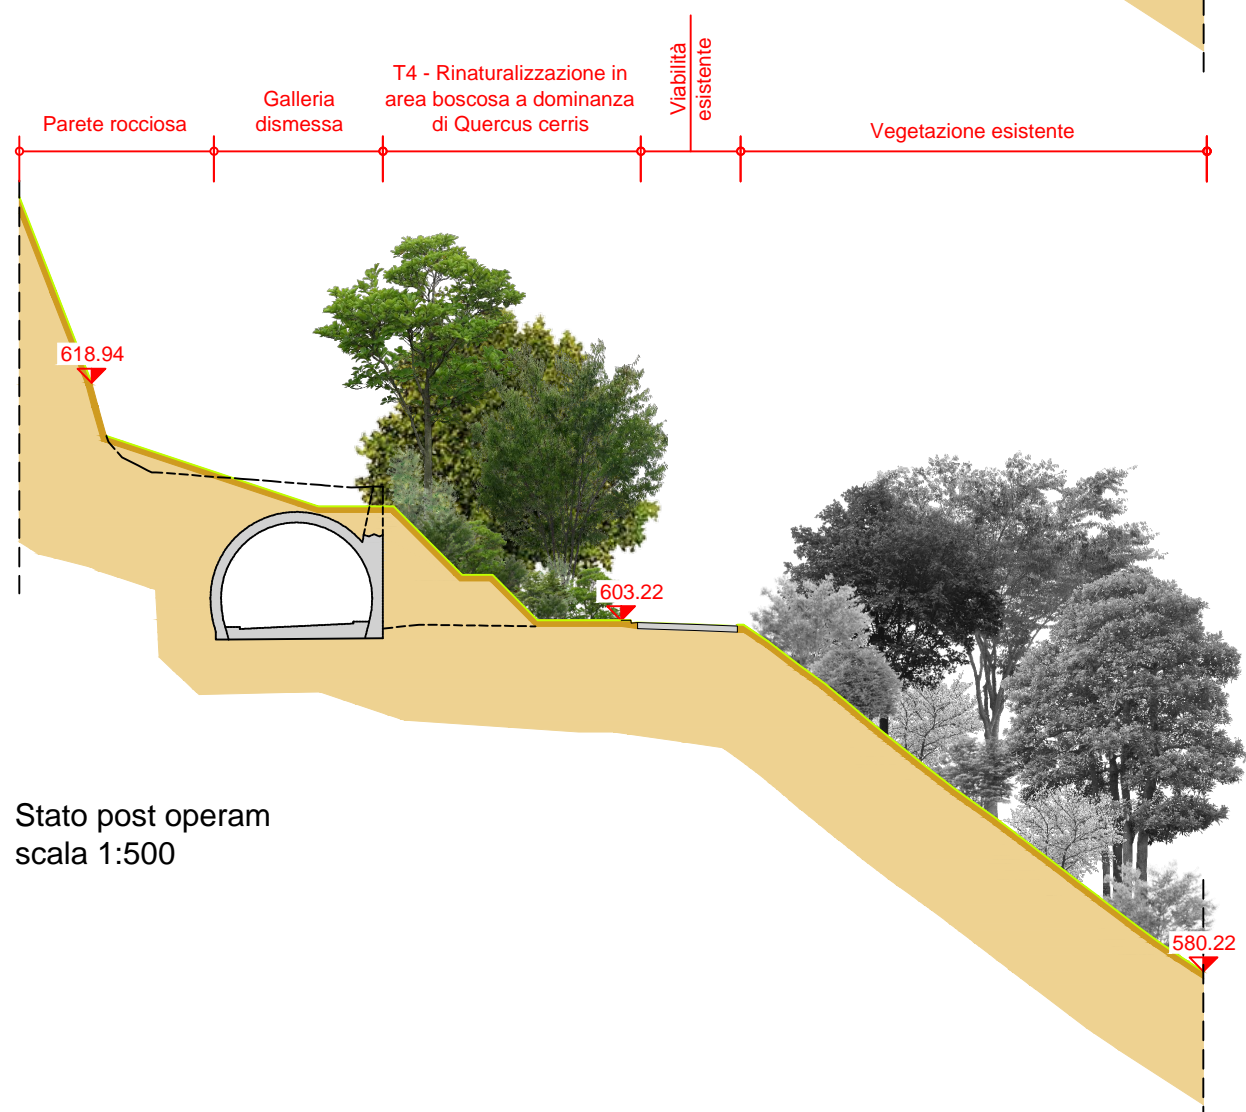 Parete rocciosa
Galleria
dismessa
T4 - Rinaturalizzazione in
area boscosa a dominanza
di Quercus cerris
Viabilità
esistente
Vegetazione esistente
618.94
603.22
580.22
Stato post operam
scala 1:500